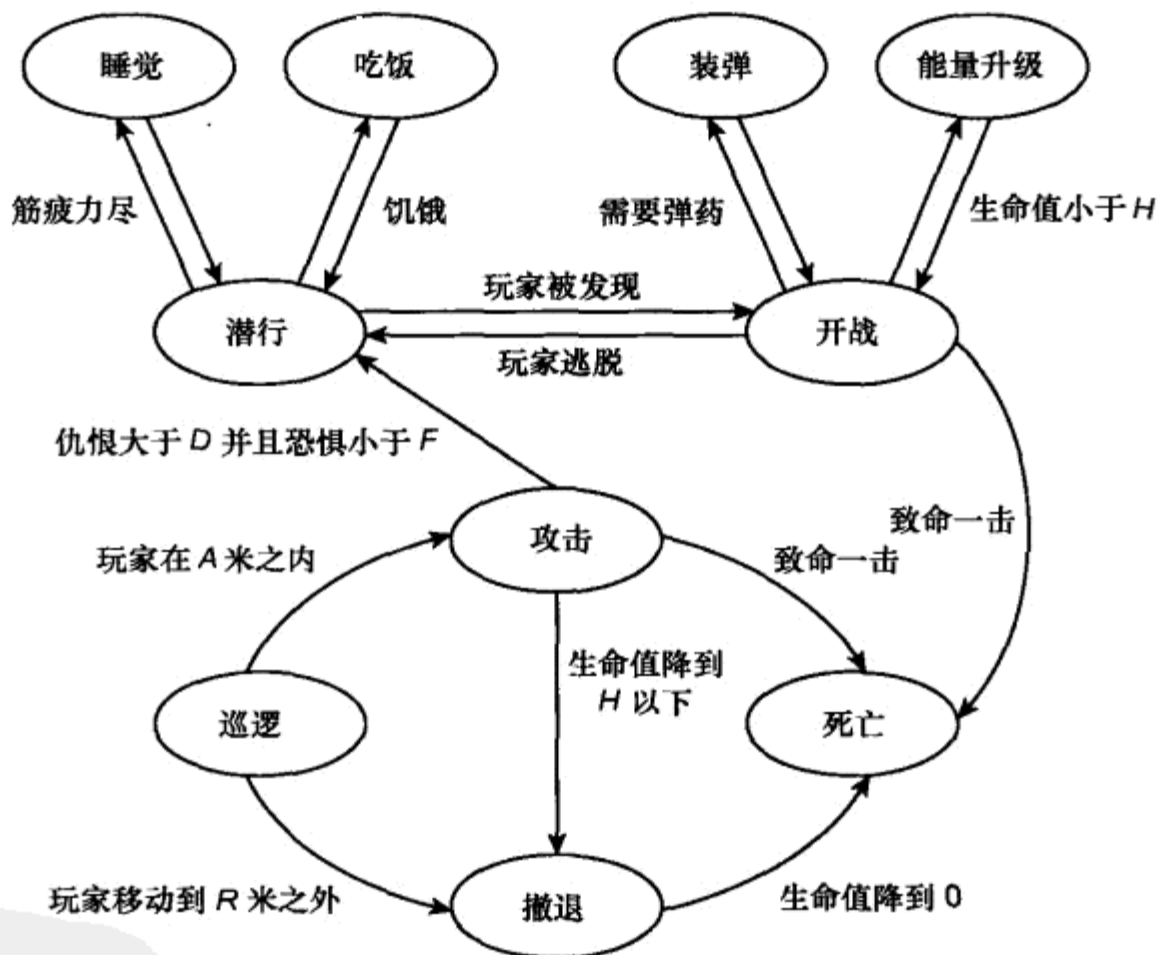 睡觉
吃饭
装弹
能量升级
筋疲力尽
饥饿
需要弹药
生命值小于 H
玩家被发现
潜行
开战
玩家逃脱
仇恨大于 D 并且恐惧小于 F
致命一击
攻击
玩家在 A 米之内
致命一击
生命值降到
H 以下
巡逻
死亡
玩家移动到 R 米之外
撤退
生命值降到 0